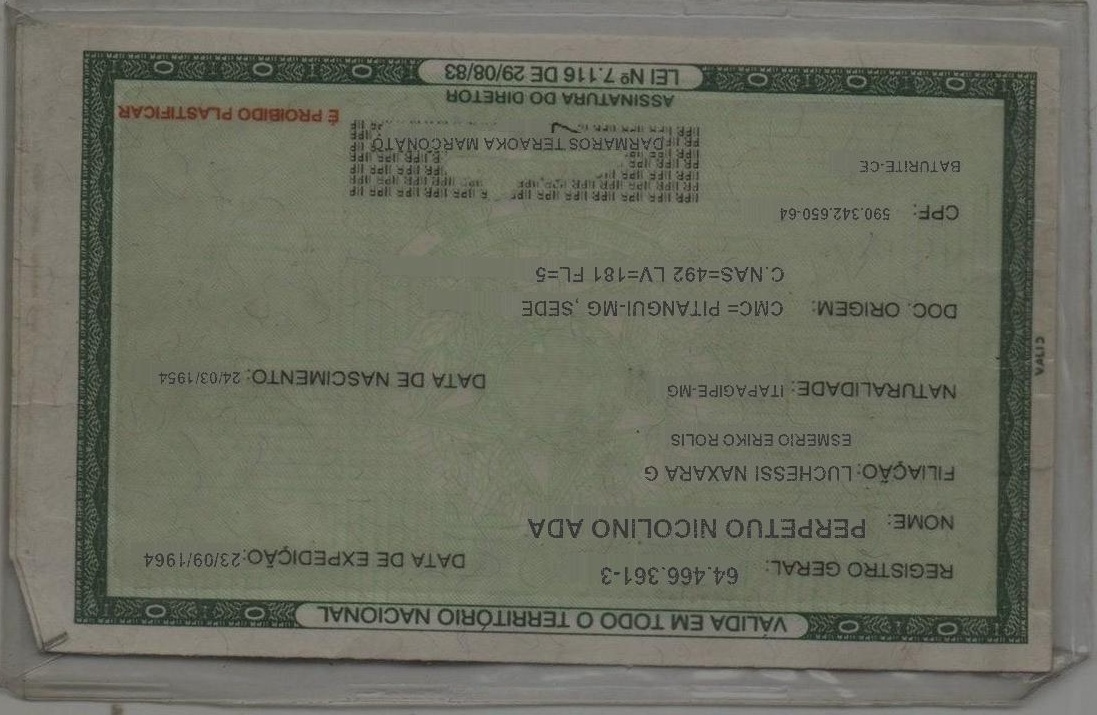 VÁLIDA EM TODO O TERRITÓRIO NACIONAL
REGISTRO GERAL: 64.466.361-3 DATA DE EXPEDIÇÃO: 23/09/1964
NOME: PERPETUO NICOLINO ADA
FILIAÇÃO: LUCHESSI NAXARA G
ESMERIO ERIKO ROLIS
NATURALIDADE: ITAPAGIPE-MG DATA DE NASCIMENTO: 24/03/1954
DOC. ORIGEM: CMC= PITANGUI-MG ,SEDE
C.NAS=492 LV=181 FL=5
CPF: 590.342.650-64
BATURITE-CE
DARMAROS TERAOKA MARCONATO
É PROIBIDO PLASTIFICAR
ASSINATURA DO DIRETOR
LEI Nº 7.116 DE 29/08/83